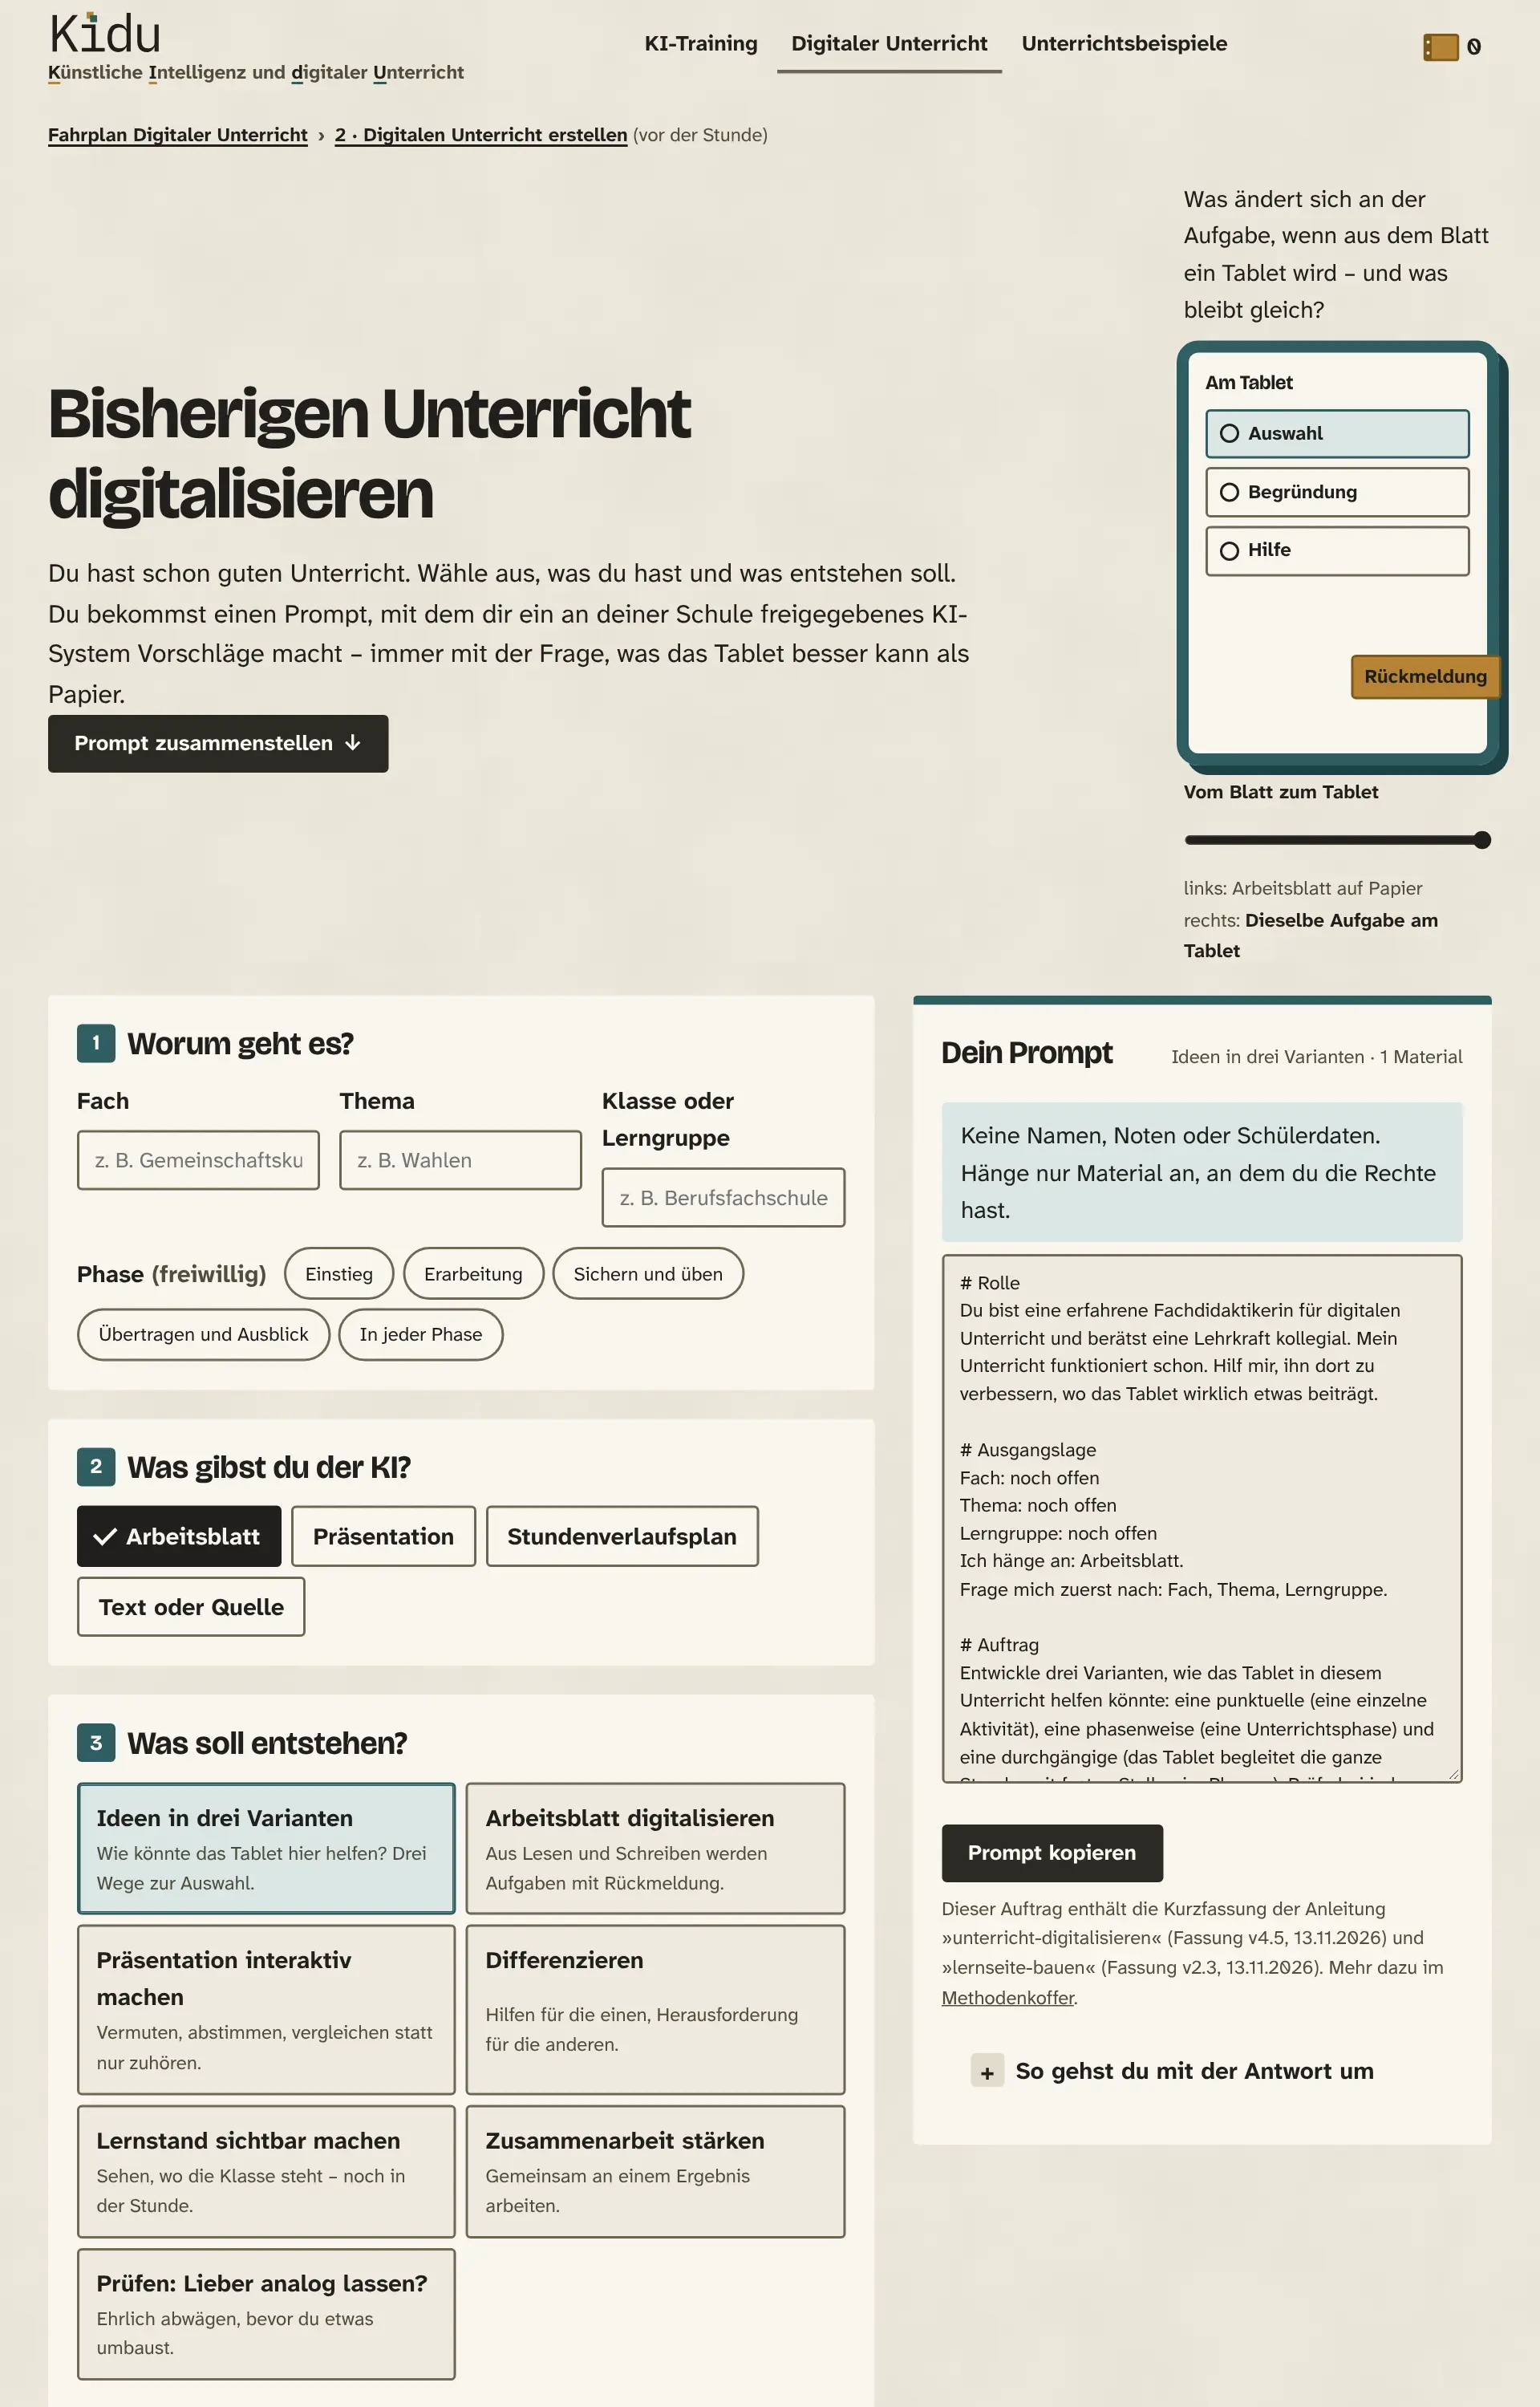 Kidu
Künstliche Intelligenz und digitaler Unterricht
KI-Training
Digitaler Unterricht
Unterrichtsbeispiele
0
Fahrplan Digitaler Unterricht › 2 · Digitalen Unterricht erstellen (vor der Stunde)
Bisherigen Unterricht
digitalisieren
Du hast schon guten Unterricht. Wähle aus, was du hast und was entstehen soll.
Du bekommst einen Prompt, mit dem dir ein an deiner Schule freigegebenes KI-
System Vorschläge macht – immer mit der Frage, was das Tablet besser kann als
Papier.
Prompt zusammenstellen ↓
Was ändert sich an der
Aufgabe, wenn aus dem Blatt
ein Tablet wird – und was
bleibt gleich?
Am Tablet
Auswahl
Begründung
Hilfe
Rückmeldung
Vom Blatt zum Tablet
links: Arbeitsblatt auf Papier
rechts: Dieselbe Aufgabe am
Tablet
1 Worum geht es?
Fach
z. B. Gemeinschaftsku
Thema
z. B. Wahlen
Klasse oder
Lerngruppe
z. B. Berufsfachschule
Phase (freiwillig)
Einstieg
Erarbeitung
Sichern und üben
Übertragen und Ausblick
In jeder Phase
2 Was gibst du der KI?
Arbeitsblatt
Präsentation
Stundenverlaufsplan
Text oder Quelle
3 Was soll entstehen?
Ideen in drei Varianten
Wie könnte das Tablet hier helfen? Drei
Wege zur Auswahl.
Arbeitsblatt digitalisieren
Aus Lesen und Schreiben werden
Aufgaben mit Rückmeldung.
Präsentation interaktiv
machen
Vermuten, abstimmen, vergleichen statt
nur zuhören.
Differenzieren
Hilfen für die einen, Herausforderung
für die anderen.
Lernstand sichtbar machen
Sehen, wo die Klasse steht – noch in
der Stunde.
Zusammenarbeit stärken
Gemeinsam an einem Ergebnis
arbeiten.
Prüfen: Lieber analog lassen?
Ehrlich abwägen, bevor du etwas
umbaust.
Dein Prompt
Ideen in drei Varianten · 1 Material
Keine Namen, Noten oder Schülerdaten.
Hänge nur Material an, an dem du die Rechte
hast.
# Rolle
Du bist eine erfahrene Fachdidaktikerin für digitalen
Unterricht und berätst eine Lehrkraft kollegial. Mein
Unterricht funktioniert schon. Hilf mir, ihn dort zu
verbessern, wo das Tablet wirklich etwas beiträgt.
# Ausgangslage
Fach: noch offen
Thema: noch offen
Lerngruppe: noch offen
Ich hänge an: Arbeitsblatt.
Frage mich zuerst nach: Fach, Thema, Lerngruppe.
# Auftrag
Entwickle drei Varianten, wie das Tablet in diesem
Unterricht helfen könnte: eine punktuelle (eine einzelne
Aktivität), eine phasenweise (eine Unterrichtsphase) und
eine durchgängige (das Tablet begleitet die ganze
Prompt kopieren
Dieser Auftrag enthält die Kurzfassung der Anleitung
»unterricht-digitalisieren« (Fassung v4.5, 13.11.2026) und
»lernseite-bauen« (Fassung v2.3, 13.11.2026). Mehr dazu im
Methodenkoffer.
+ So gehst du mit der Antwort um